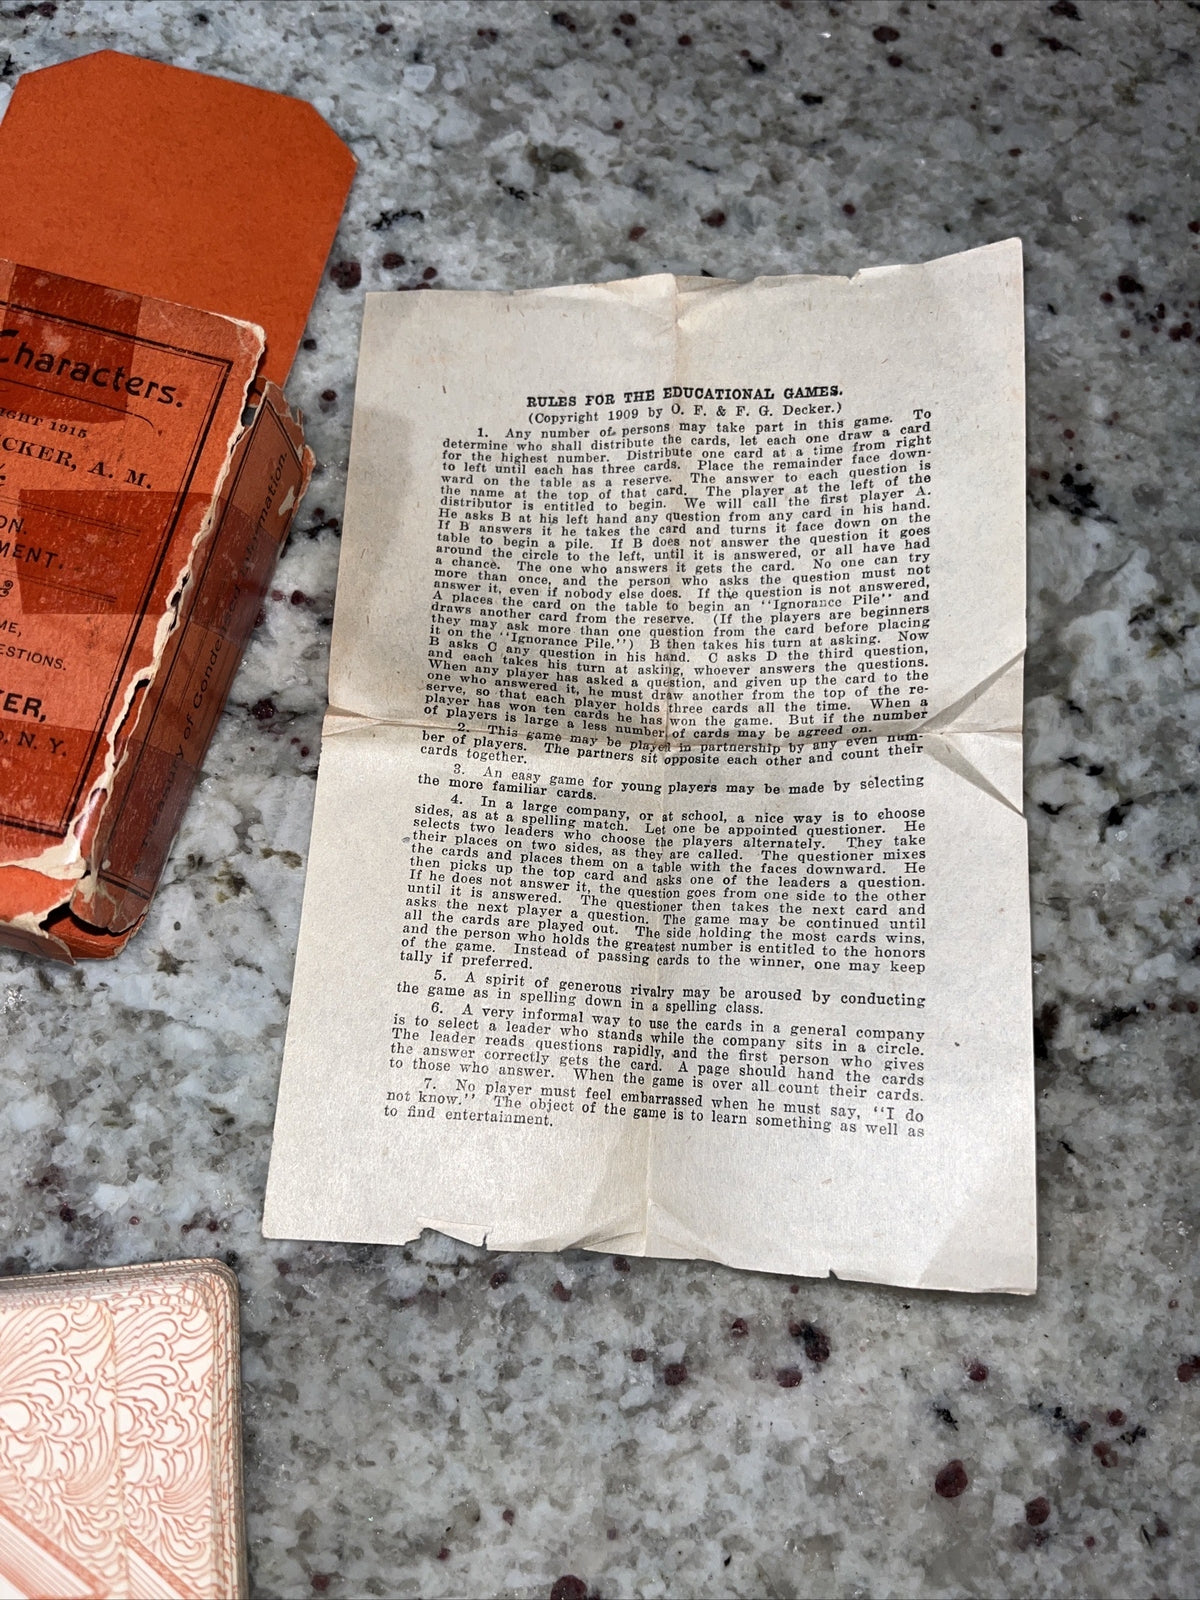 Characters.
IGHT 1915
CKER, A. M.
ON.
MENT.
ME,
ESTIONS.
TER,
N. Y.
Treasury of Condensed Information.
RULES FOR THE EDUCATIONAL GAMES.
(Copyright 1909 by O. F. & F. G. Decker.)
1. Any number of persons may take part in this game. To
determine who shall distribute the cards, let each one draw a card
for the highest number. Distribute one card at a time from right
to left until each has three cards. Place the remainder face down-
ward on the table as a reserve. The answer to each question is
the name at the top of that card. The player at the left of the
distributor is entitled to begin. We will call the first player A.
He asks B at his left hand any question from any card in his hand.
If B answers it he takes the card and turns it face down on the
table to begin a pile. If B does not answer the question it goes
around the circle to the left, until it is answered, or all have had
a chance. The one who answers it gets the card. No one can try
more than once, and the person who asks the question must not
answer it, even if nobody else does. If the question is not answered,
A places the card on the table to begin an "Ignorance Pile" and
draws another card from the reserve. (If the players are beginners
they may ask more than one question from the card before placing
it on the "Ignorance Pile.") B then takes his turn at asking. Now
B asks C any question in his hand. C asks D the third question,
and each takes his turn at asking, whoever answers the questions.
When any player has asked a question, and given up the card to the
one who answered it, he must draw another from the top of the re-
serve, so that each player holds three cards all the time. When a
player has won ten cards he has won the game. But if the number
of players is large a less number of cards may be agreed on.
2. This game may be played in partnership by any even num-
ber of players. The partners sit opposite each other and count their
cards together.
3. An easy game for young players may be made by selecting
the more familiar cards.
4. In a large company, or at school, a nice way is to choose
sides, as at a spelling match. Let one be appointed questioner. He
selects two leaders who choose the players alternately. They take
their places on two sides, as they are called. The questioner mixes
the cards and places them on a table with the faces downward. He
then picks up the top card and asks one of the leaders a question.
If he does not answer it, the question goes from one side to the other
until it is answered. The questioner then takes the next card and
asks the next player a question. The game may be continued until
all the cards are played out. The side holding the most cards wins,
and the person who holds the greatest number is entitled to the honors
of the game. Instead of passing cards to the winner, one may keep
tally if preferred.
5. A spirit of generous rivalry may be aroused by conducting
the game as in spelling down in a spelling class.
6. A very informal way to use the cards in a general company
is to select a leader who stands while the company sits in a circle.
The leader reads questions rapidly, and the first person who gives
the answer correctly gets the card. A page should hand the cards
to those who answer. When the game is over all count their cards.
7. No player must feel embarrassed when he must say, "I do
not know." The object of the game is to learn something as well as
to find entertainment.